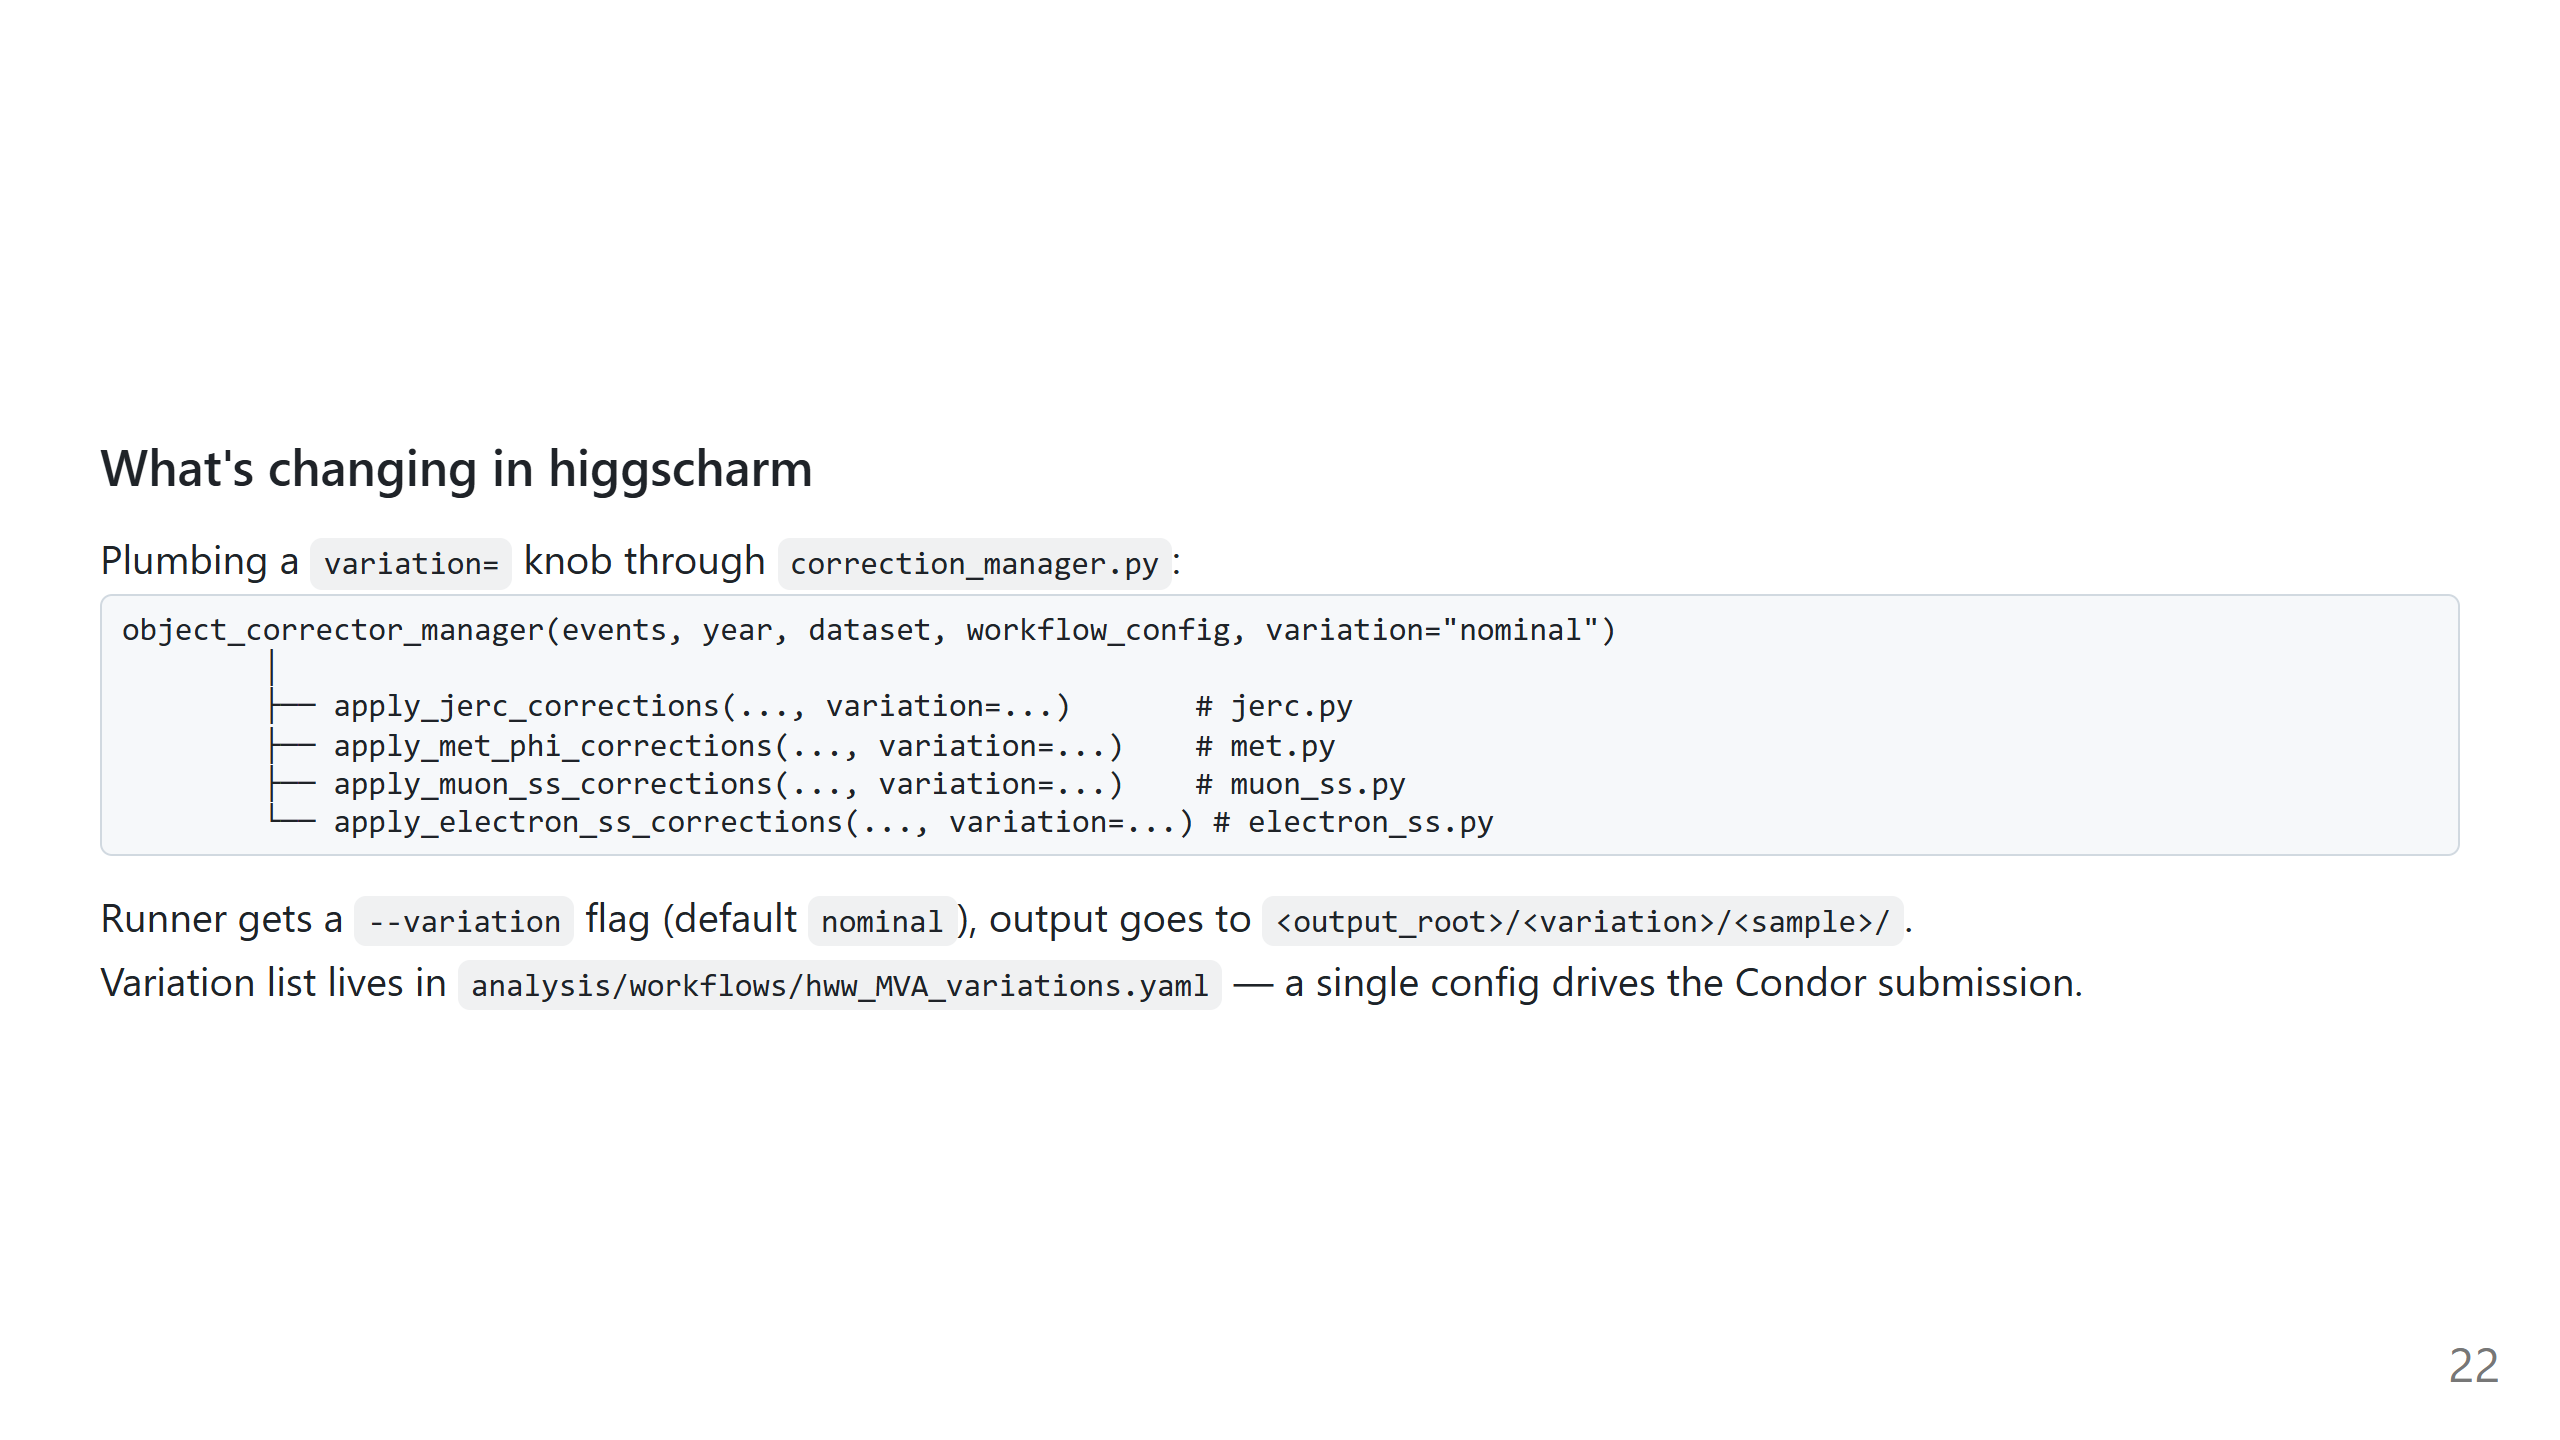 What's changing in higgscharm
Plumbing a variation= knob through correction_manager.py:
object_corrector_manager(events, year, dataset, workflow_config, variation="nominal")
│
├── apply_jerc_corrections(..., variation=...)       # jerc.py
├── apply_met_phi_corrections(..., variation=...)    # met.py
├── apply_muon_ss_corrections(..., variation=...)    # muon_ss.py
└── apply_electron_ss_corrections(..., variation=...) # electron_ss.py
Runner gets a --variation flag (default nominal), output goes to <output_root>/<variation>/<sample>/.
Variation list lives in analysis/workflows/hww_MVA_variations.yaml — a single config drives the Condor submission.
22